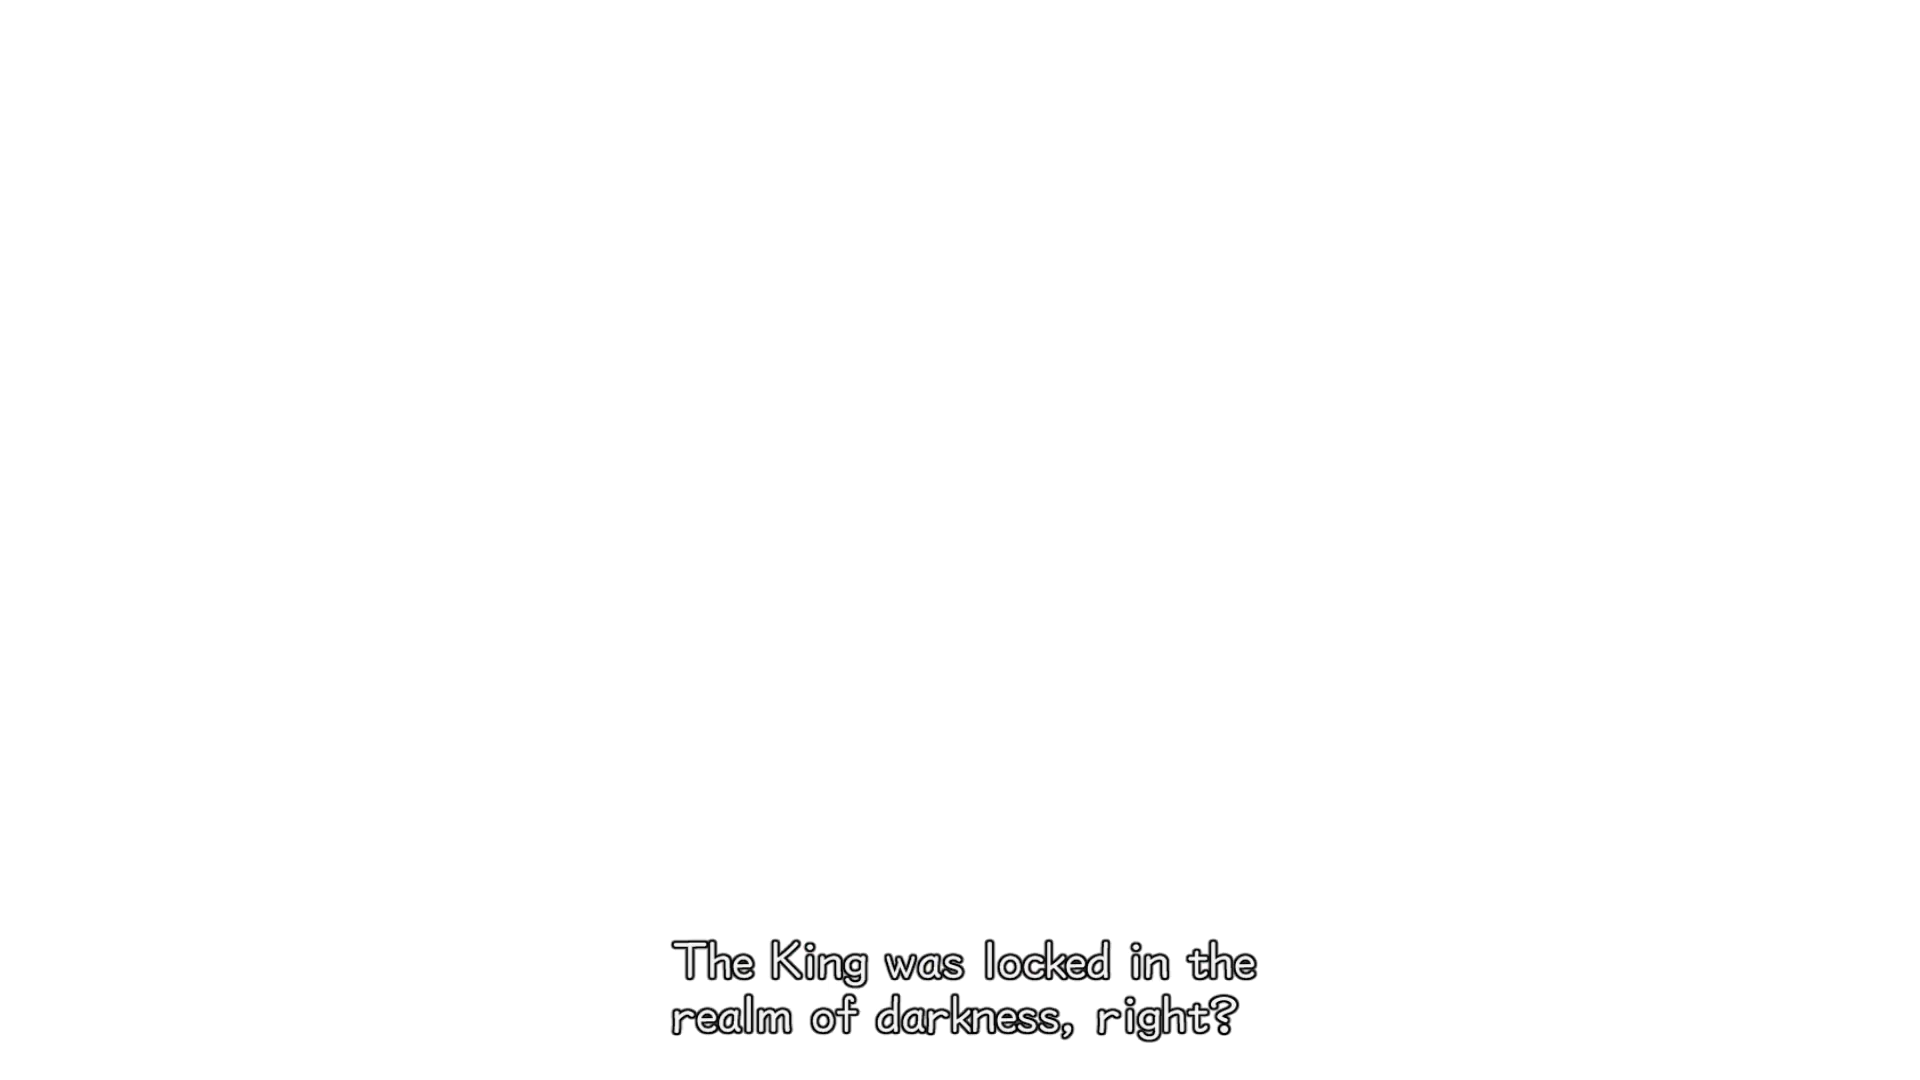 The King was locked in the
realm of darkness, right?